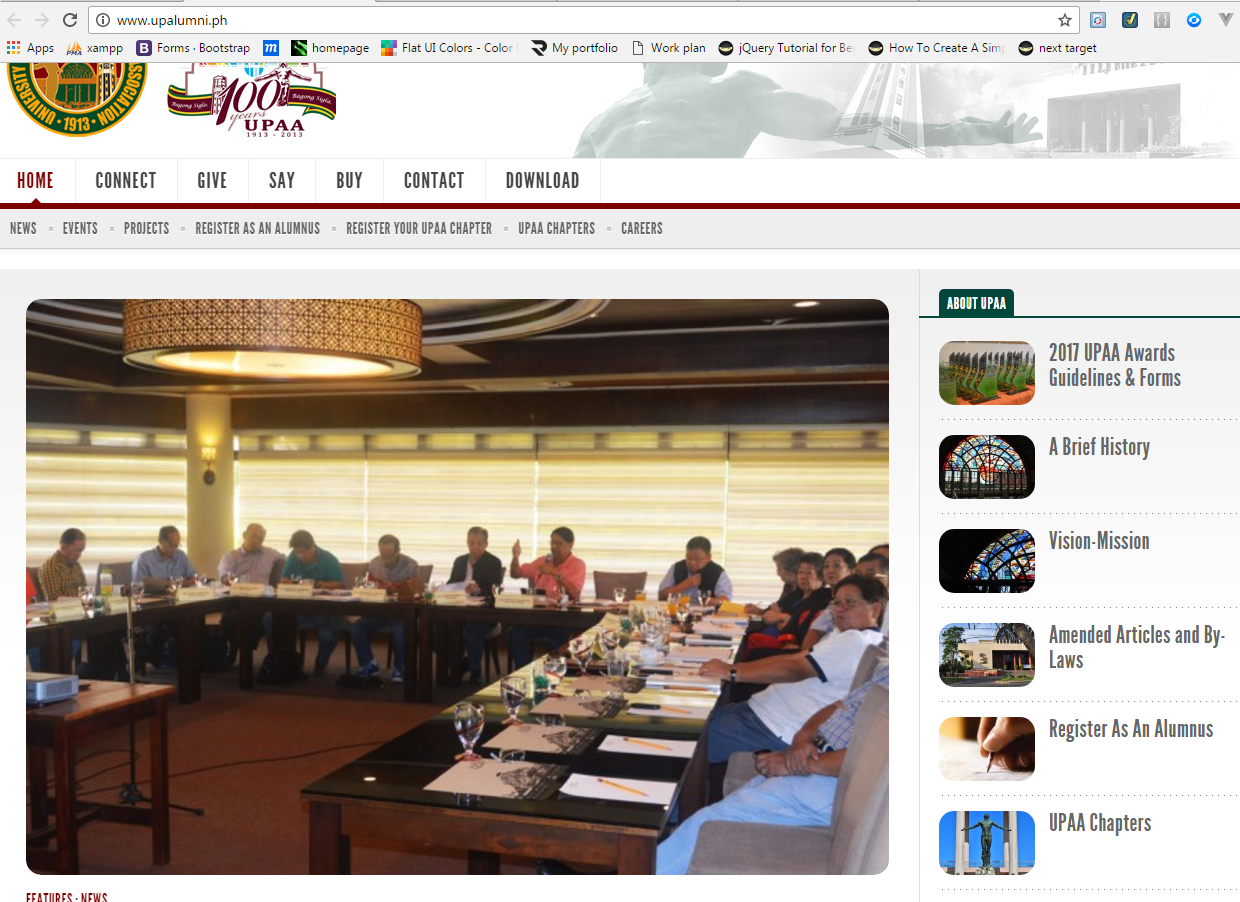 www.upalumni.ph
Apps xampp Forms · Bootstrap homepage Flat UI Colors - Color My portfolio Work plan jQuery Tutorial for Be How To Create A Sim next target
UNIVERSITY
ASSOCIATION
· 1913 ·
Bagong Siglo. Bagong Sigla.
100
years
UPAA
1913 - 2013
HOME CONNECT GIVE SAY BUY CONTACT DOWNLOAD
NEWS EVENTS PROJECTS REGISTER AS AN ALUMNUS REGISTER YOUR UPAA CHAPTER UPAA CHAPTERS CAREERS
ABOUT UPAA
2017 UPAA Awards
Guidelines & Forms
A Brief History
Vision-Mission
Amended Articles and By-
Laws
Register As An Alumnus
UPAA Chapters
FEATURES · NEWS